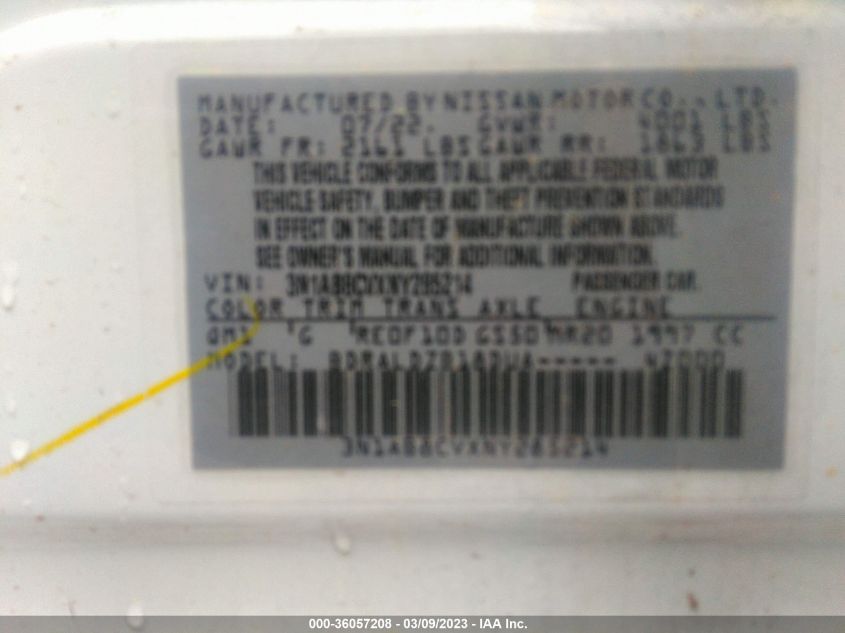 MANUFACTURED BY NISSAN MOTOR CO., LTD.
DATE: 07/22. GVWR: 4001 LBS
GAWR FR: 2161 LBS GAWR RR: 1863 LBS
THIS VEHICLE CONFORMS TO ALL APPLICABLE FEDERAL MOTOR
VEHICLE SAFETY, BUMPER AND THEFT PREVENTION STANDARDS
IN EFFECT ON THE DATE OF MANUFACTURE SHOWN ABOVE.
SEE OWNER'S MANUAL FOR ADDITIONAL INFORMATION.
VIN: PASSENGER CAR.
COLOR TRIM TRANS AXLE ENGINE
G RE0F10D MR20 1997 CC
MODEL:
000-36057208 - 03/09/2023 - IAA Inc.